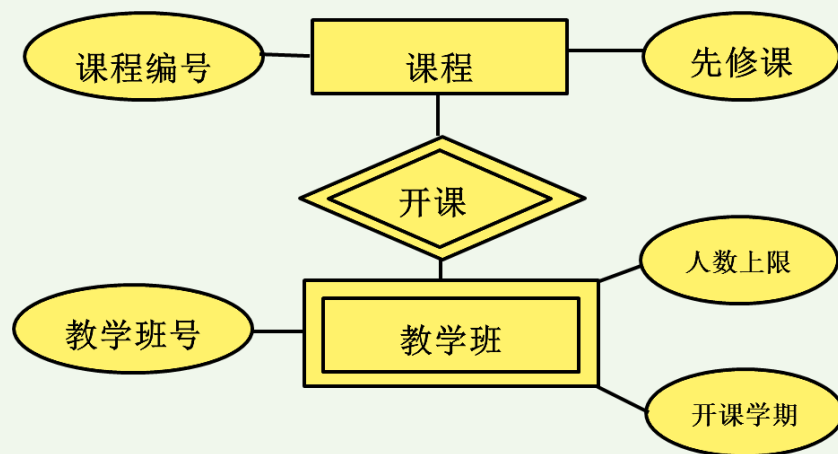 课程编号
课程
先修课
开课
人数上限
教学班号
教学班
开课学期